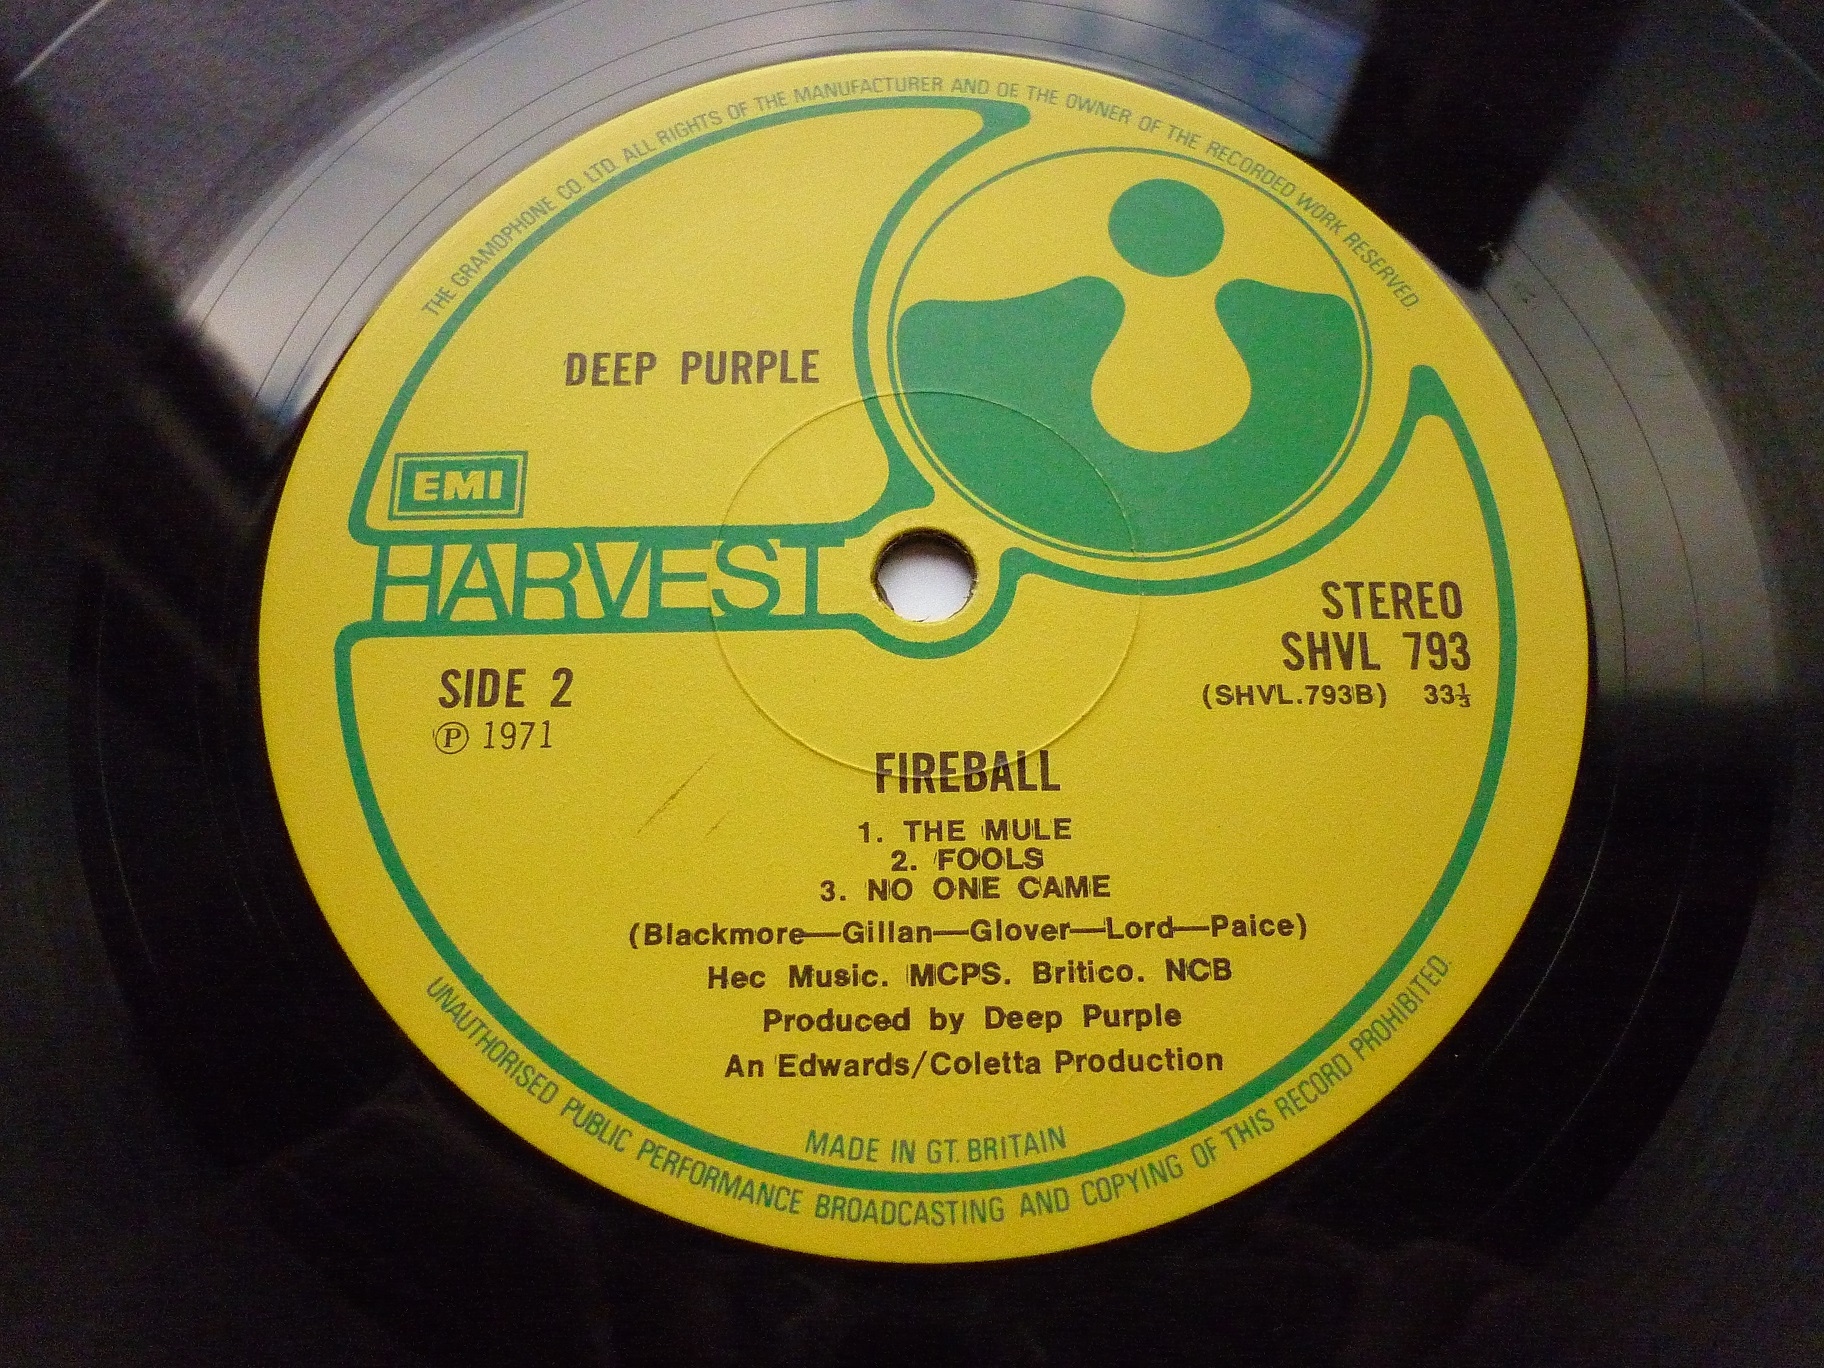 THE GRAMOPHONE CO. LTD. ALL RIGHTS OF THE MANUFACTURER AND OF THE OWNER OF THE RECORDED WORK RESERVED.
DEEP PURPLE
EMI
HARVEST
STEREO
SHVL 793
(SHVL.793B) 33⅓
SIDE 2
Ⓟ 1971
FIREBALL
1. THE MULE
2. FOOLS
3. NO ONE CAME
(Blackmore—Gillan—Glover—Lord—Paice)
Hec Music. MCPS. Britico. NCB
Produced by Deep Purple
An Edwards/Coletta Production
MADE IN GT. BRITAIN
UNAUTHORISED PUBLIC PERFORMANCE BROADCASTING AND COPYING OF THIS RECORD PROHIBITED.